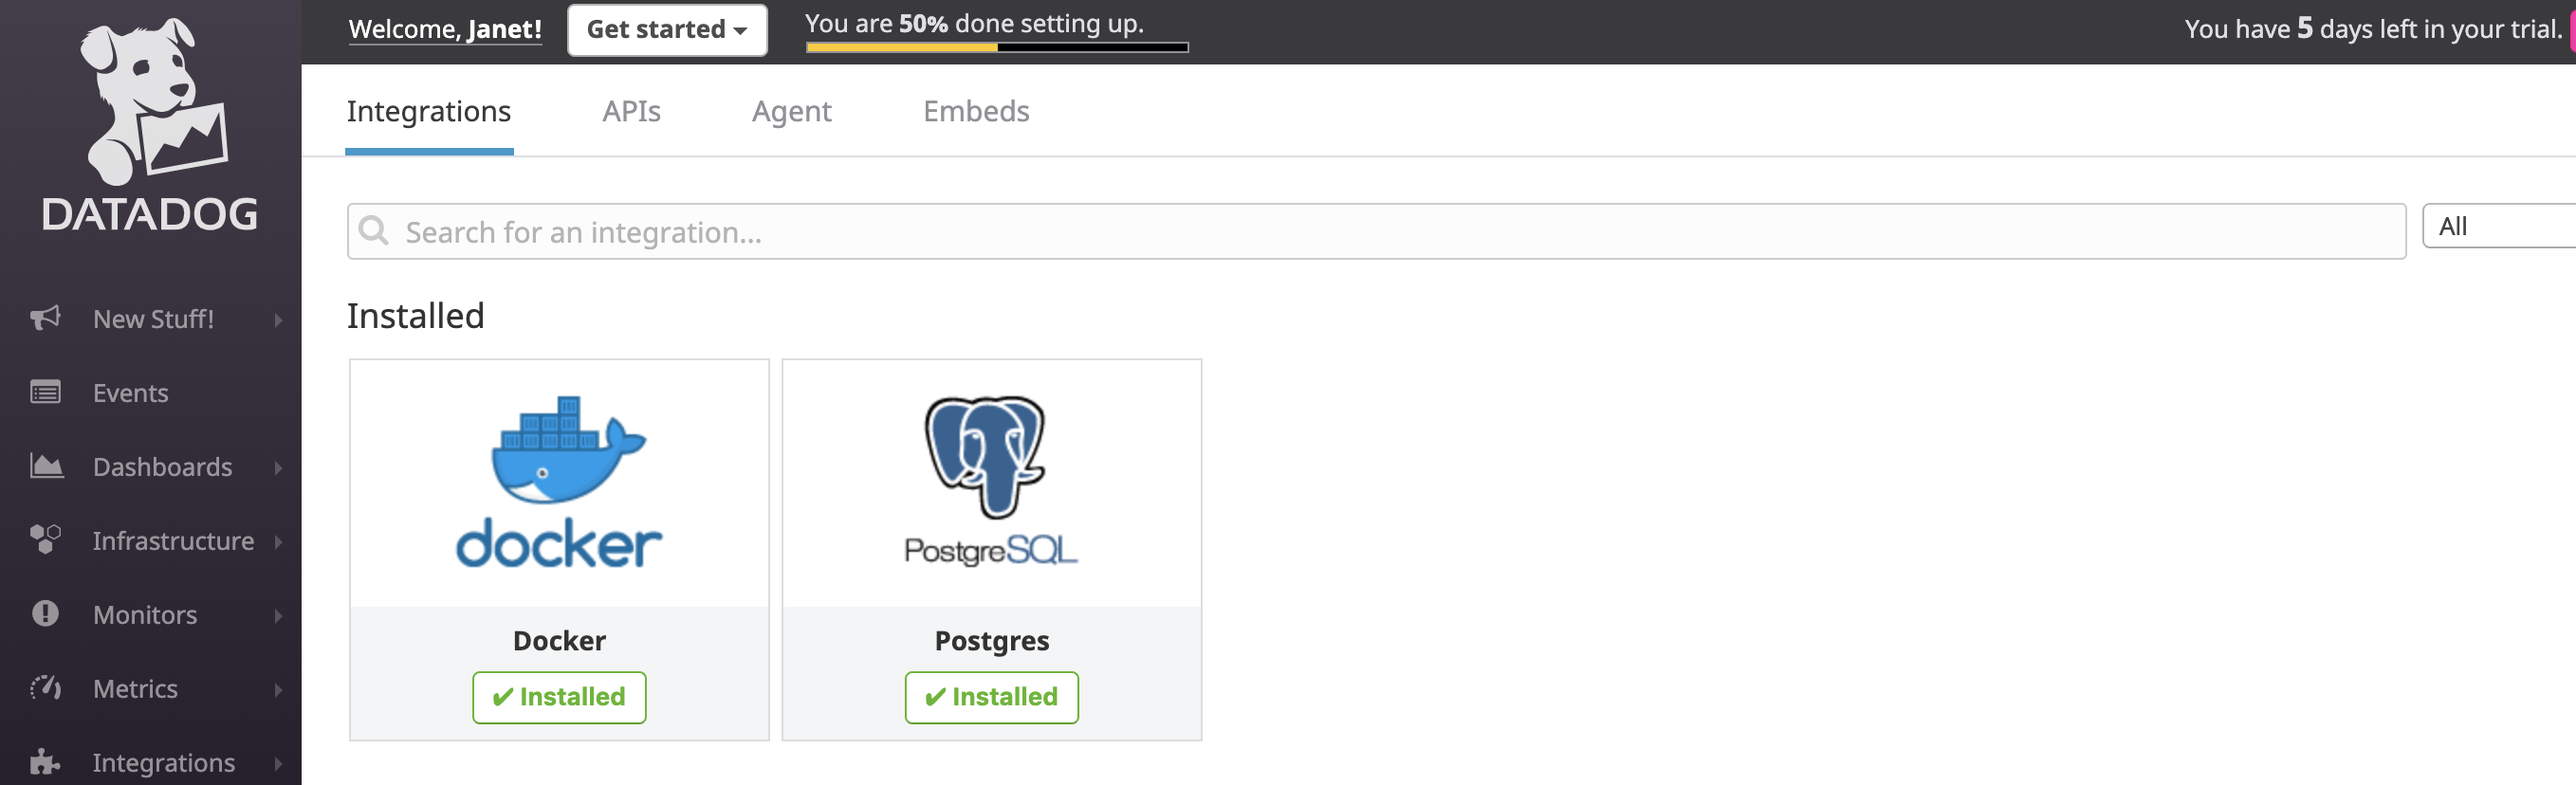 DATADOG
New Stuff!
Events
Dashboards
Infrastructure
Monitors
Metrics
Integrations
Welcome, Janet!
Get started
You are 50% done setting up.
You have 5 days left in your trial.
Integrations
APIs
Agent
Embeds
Search for an integration...
All
Installed
docker
Docker
✔ Installed
PostgreSQL
Postgres
✔ Installed